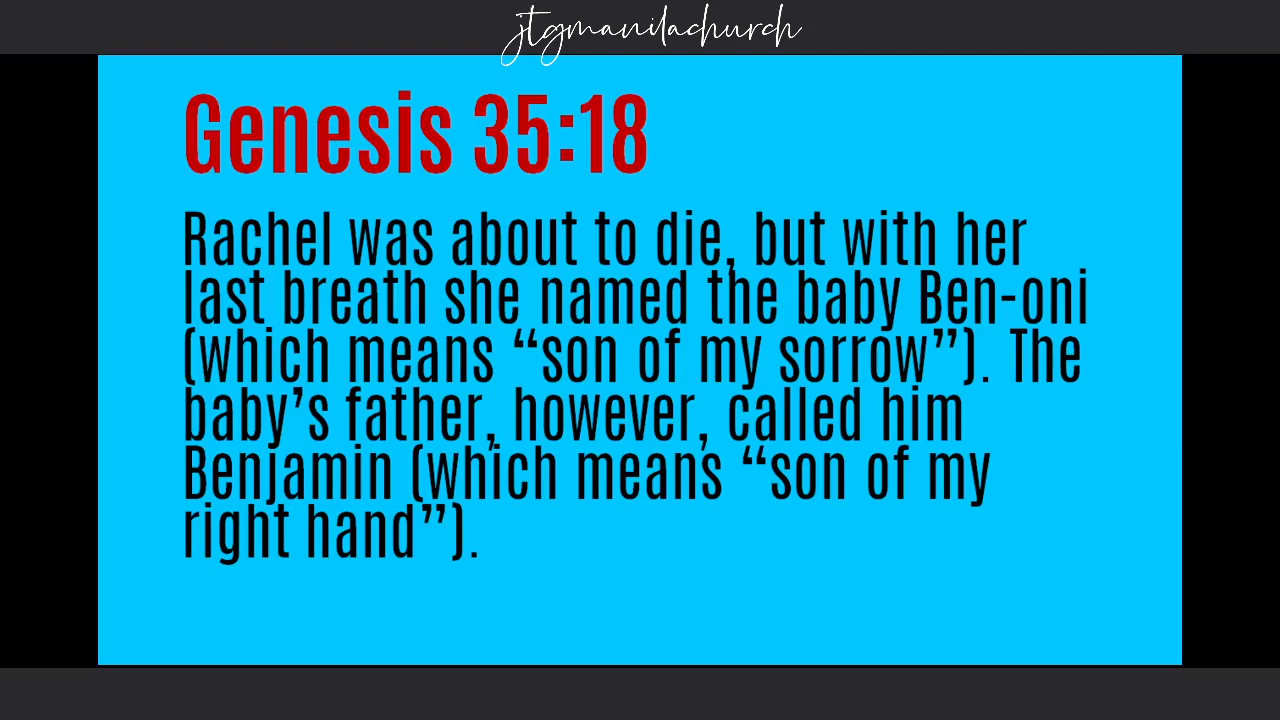 jtgmanilachurch
Genesis 35:18
Rachel was about to die, but with her
last breath she named the baby Ben-oni
(which means “son of my sorrow”). The
baby’s father, however, called him
Benjamin (which means “son of my
right hand”).